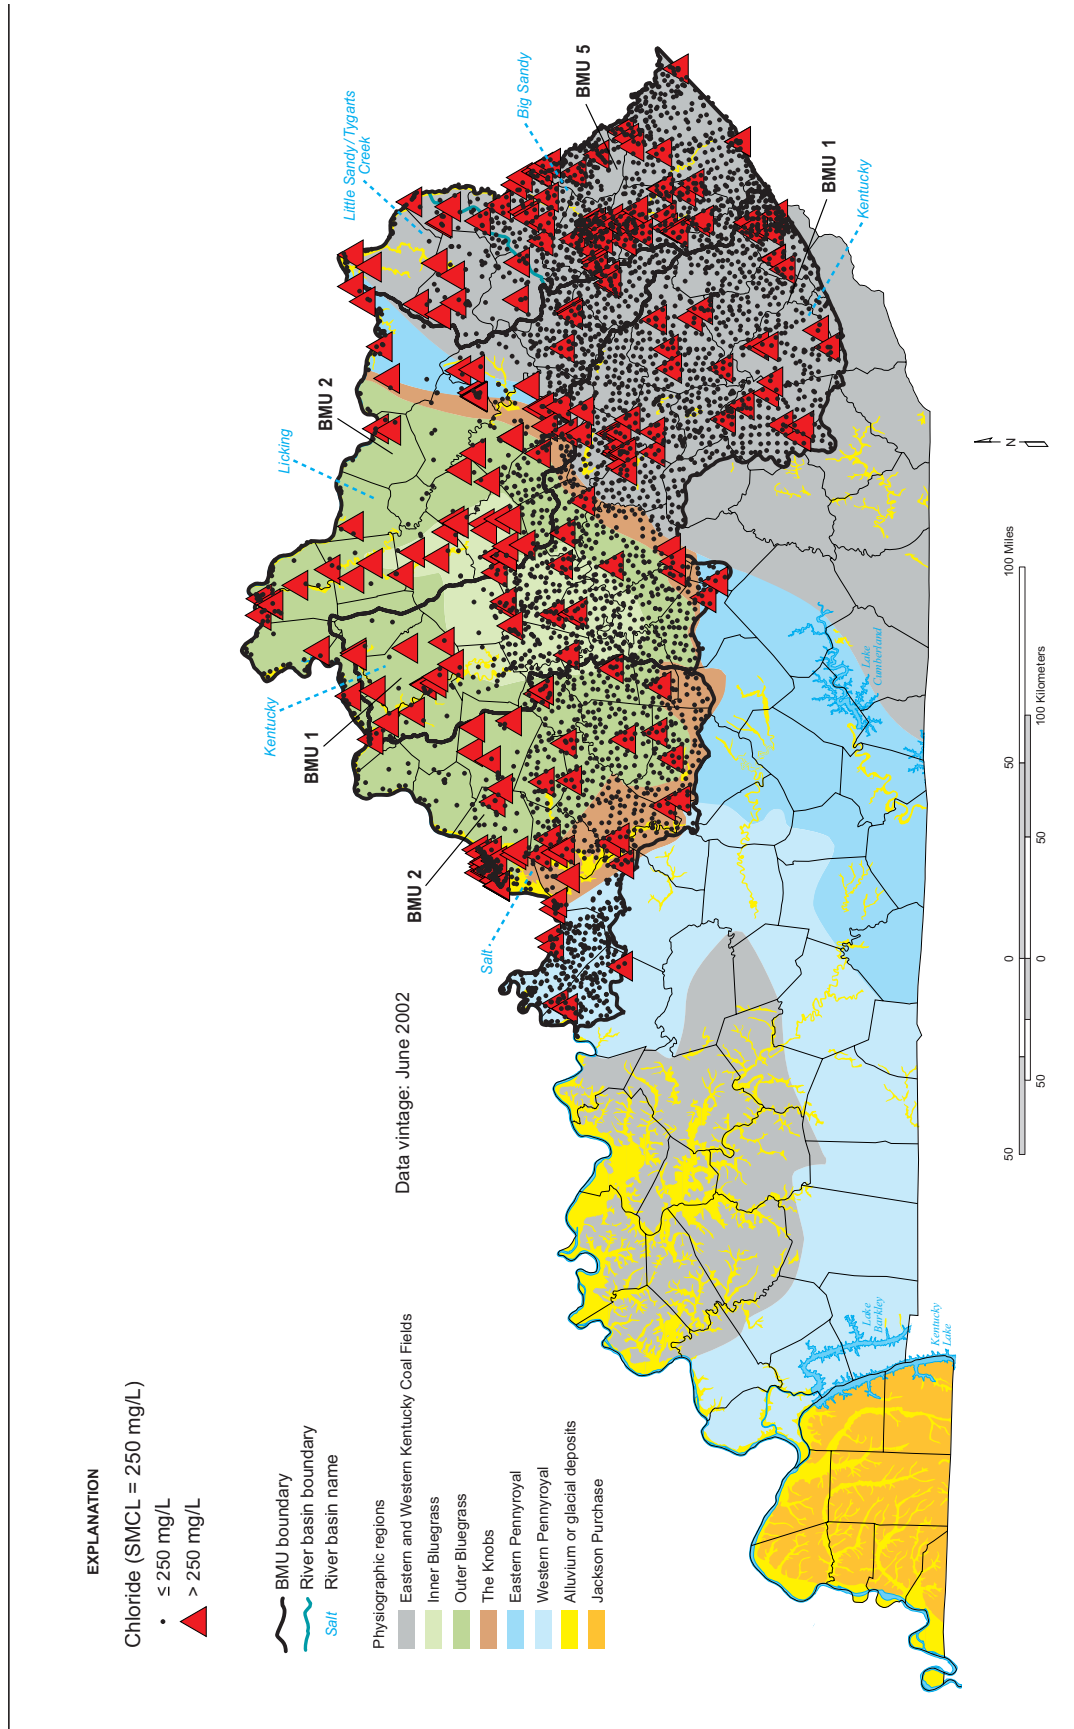 EXPLANATION
Chloride (SMCL = 250 mg/L)
≤ 250 mg/L
> 250 mg/L
BMU boundary
River basin boundary
Salt River basin name
Physiographic regions
Eastern and Western Kentucky Coal Fields
Inner Bluegrass
Outer Bluegrass
The Knobs
Eastern Pennyroyal
Western Pennyroyal
Alluvium or glacial deposits
Jackson Purchase
Data vintage: June 2002
Salt
BMU 2
BMU 1
Kentucky
Licking
BMU 2
Little Sandy/Tygarts
Creek
Big Sandy
BMU 5
BMU 1
Kentucky
Lake
Cumberland
Lake
Barkley
Kentucky
Lake
N
50 0 50 100 Miles
50 0 50 100 Kilometers